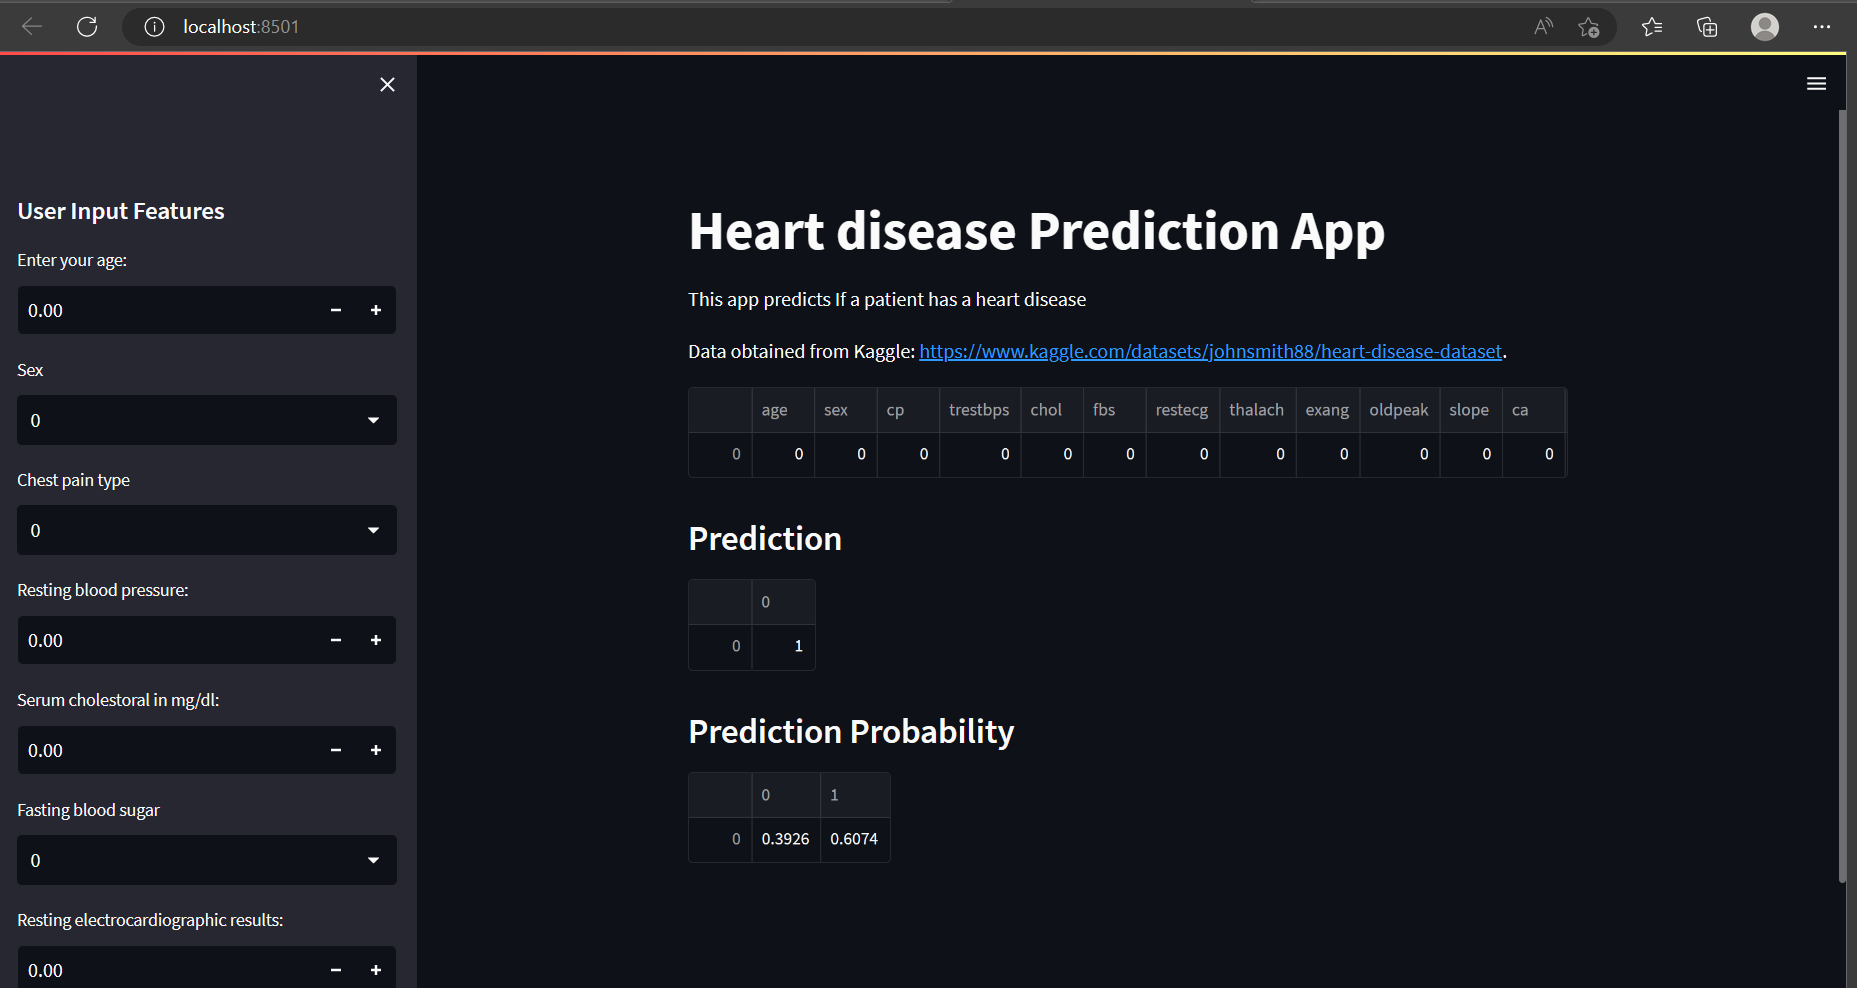 localhost:8501
User Input Features
Enter your age:
0.00
Sex
0
Chest pain type
0
Resting blood pressure:
0.00
Serum cholestoral in mg/dl:
0.00
Fasting blood sugar
0
Resting electrocardiographic results:
0.00
Heart disease Prediction App
This app predicts If a patient has a heart disease
Data obtained from Kaggle: https://www.kaggle.com/datasets/johnsmith88/heart-disease-dataset.
age sex cp trestbps chol fbs restecg thalach exang oldpeak slope ca
0 0 0 0 0 0 0 0 0 0 0 0 0
Prediction
0
0 1
Prediction Probability
0 1
0 0.3926 0.6074